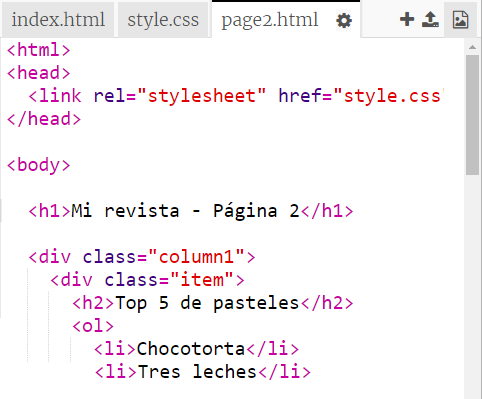 index.html style.css page2.html
<html>
<head>
<link rel="stylesheet" href="style.css
</head>
<body>
<h1>Mi revista - Página 2</h1>
<div class="column1">
<div class="item">
<h2>Top 5 de pasteles</h2>
<ol>
<li>Chocotorta</li>
<li>Tres leches</li>